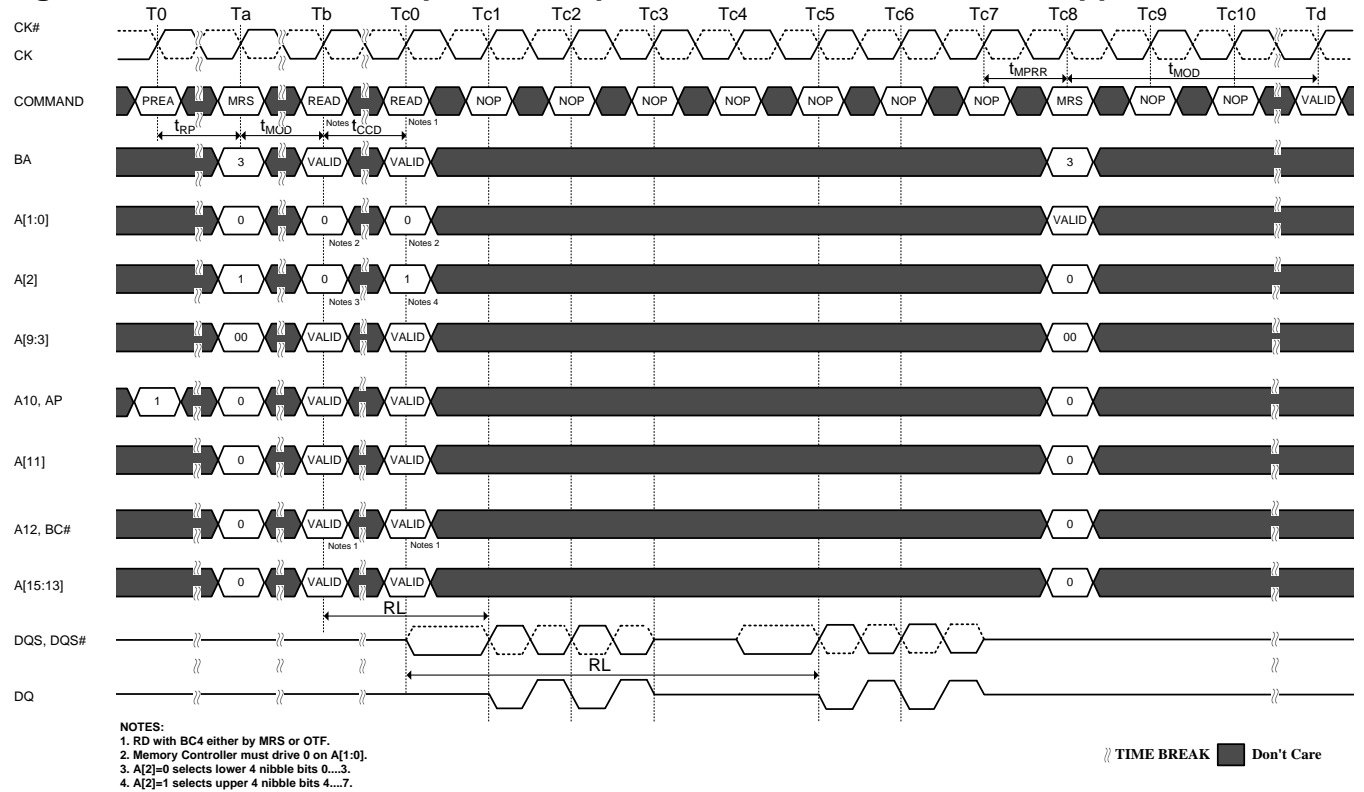 T0 Ta Tb Tc0 Tc1 Tc2 Tc3 Tc4 Tc5 Tc6 Tc7 Tc8 Tc9 Tc10 Td
CK#
CK
tMPRR tMOD
COMMAND PREA MRS READ READ NOP NOP NOP NOP NOP NOP NOP MRS NOP NOP VALID
Notes 1 Notes 1
tRP tMOD tCCD
BA 3 VALID VALID 3
A[1:0] 0 0 0 VALID
Notes 2 Notes 2
A[2] 1 0 1 0
Notes 3 Notes 4
A[9:3] 00 VALID VALID 00
A10, AP 1 0 VALID VALID 0
A[11] 0 VALID VALID 0
A12, BC# 0 VALID VALID 0
Notes 1 Notes 1
A[15:13] 0 VALID VALID 0
RL
DQS, DQS#
RL
DQ
NOTES:
1. RD with BC4 either by MRS or OTF.
2. Memory Controller must drive 0 on A[1:0].
3. A[2]=0 selects lower 4 nibble bits 0....3.
4. A[2]=1 selects upper 4 nibble bits 4....7.
TIME BREAK Don't Care